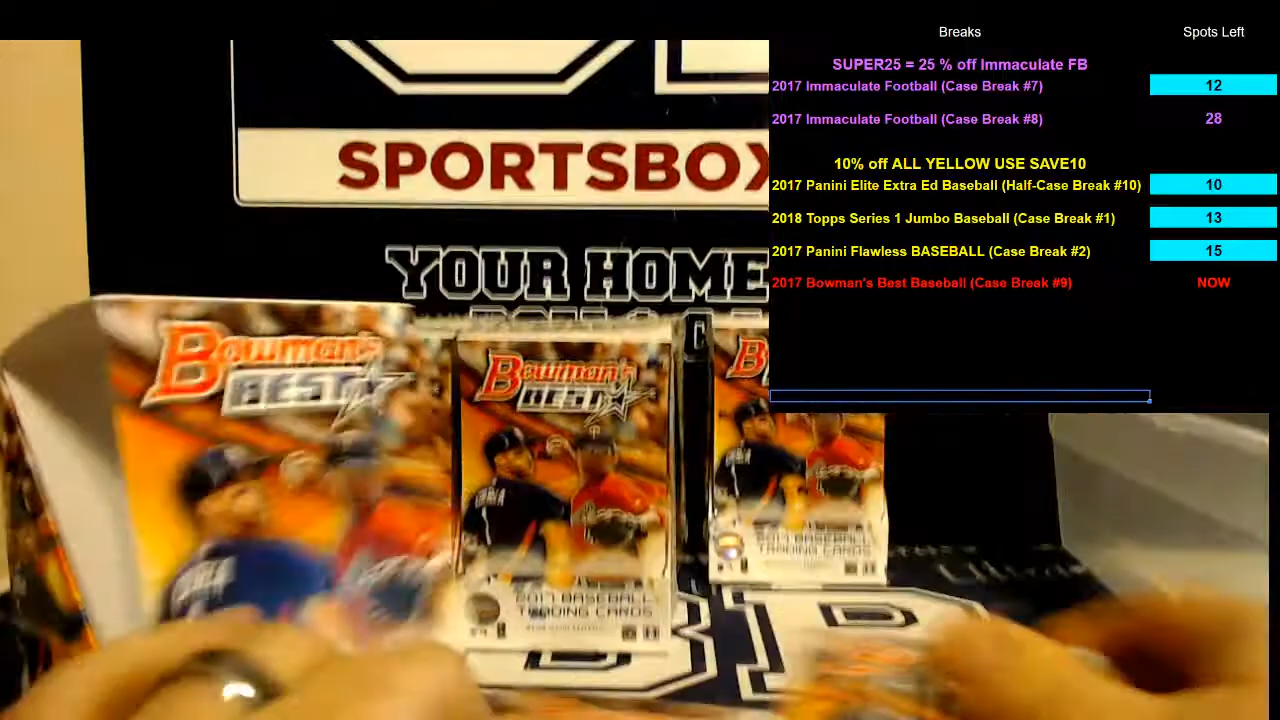 Breaks Spots Left
SUPER25 = 25 % off Immaculate FB
2017 Immaculate Football (Case Break #7) 12
2017 Immaculate Football (Case Break #8) 28
10% off ALL YELLOW USE SAVE10
2017 Panini Elite Extra Ed Baseball (Half-Case Break #10) 10
2018 Topps Series 1 Jumbo Baseball (Case Break #1) 13
2017 Panini Flawless BASEBALL (Case Break #2) 15
2017 Bowman's Best Baseball (Case Break #9) NOW
SPORTSBOX
YOUR HOME
Bowman's
BEST
Bowman's
BEST
2017 BASEBALL
TRADING CARDS
B
2017 BASEBALL
TRADING CARDS